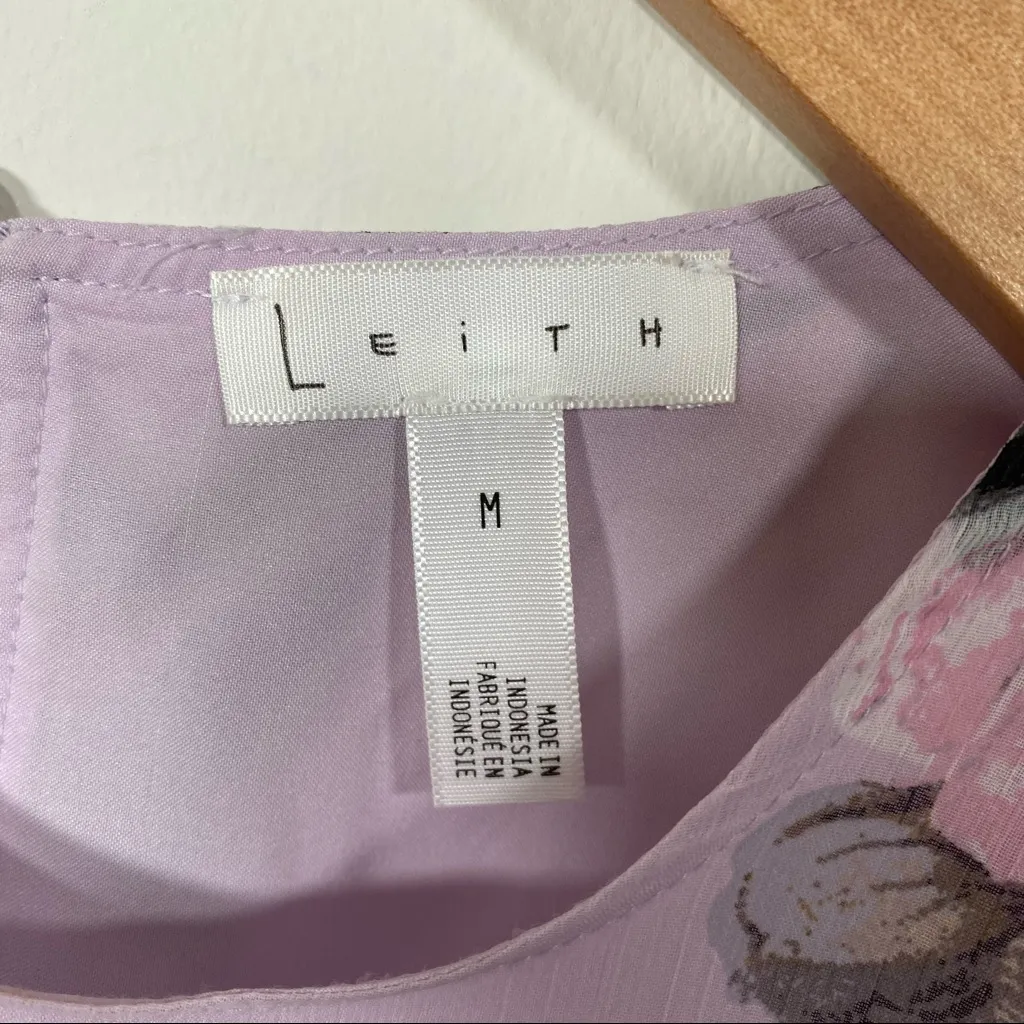 LEiTH
M
MADE IN
INDONESIA
FABRIQUÉ EN
INDONÉSIE